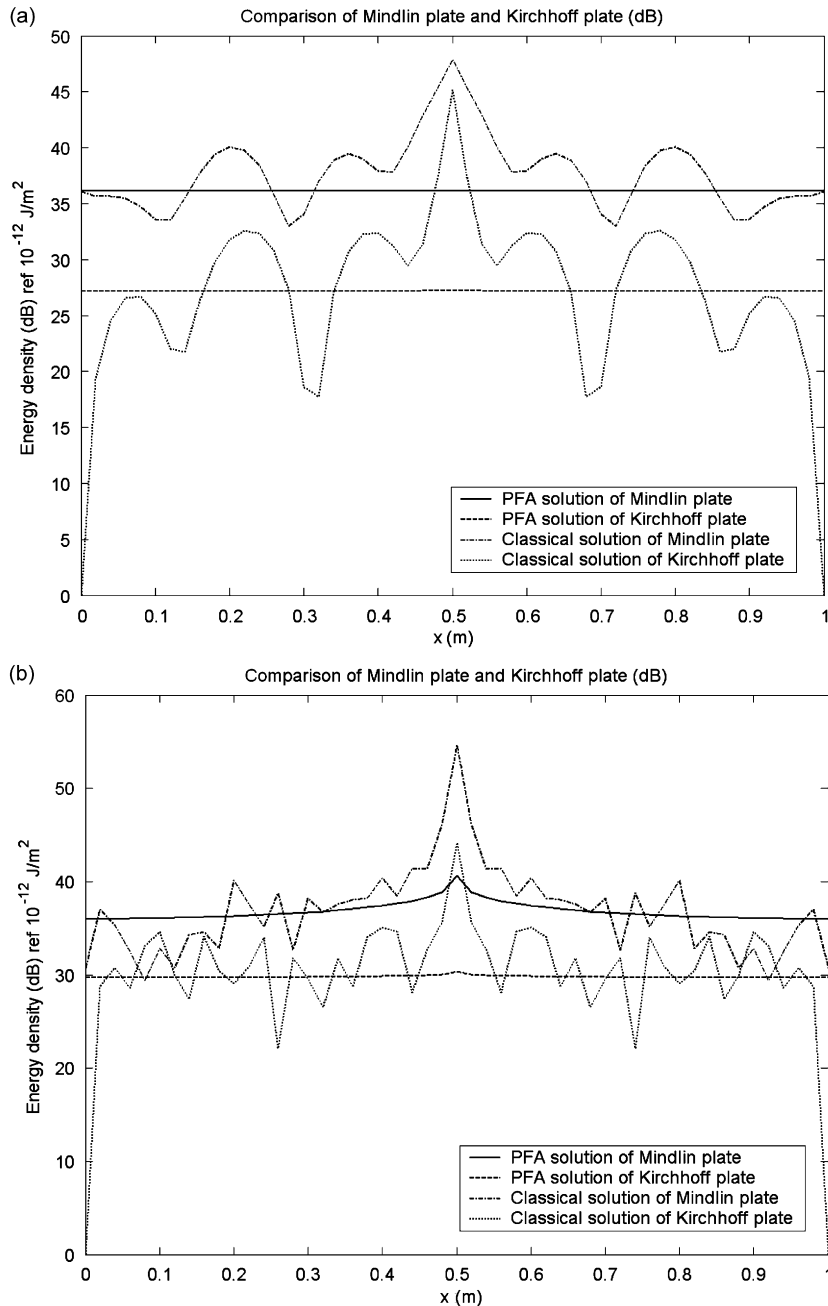 (a)
Comparison of Mindlin plate and Kirchhoff plate (dB)
50
45
40
35
30
25
20
15
10
5
0
Energy density (dB) ref 10⁻¹² J/m²
PFA solution of Mindlin plate
PFA solution of Kirchhoff plate
Classical solution of Mindlin plate
Classical solution of Kirchhoff plate
0 0.1 0.2 0.3 0.4 0.5 0.6 0.7 0.8 0.9 1
x (m)
(b)
Comparison of Mindlin plate and Kirchhoff plate (dB)
60
50
40
30
20
10
0
Energy density (dB) ref 10⁻¹² J/m²
PFA solution of Mindlin plate
PFA solution of Kirchhoff plate
Classical solution of Mindlin plate
Classical solution of Kirchhoff plate
0 0.1 0.2 0.3 0.4 0.5 0.6 0.7 0.8 0.9 1
x (m)